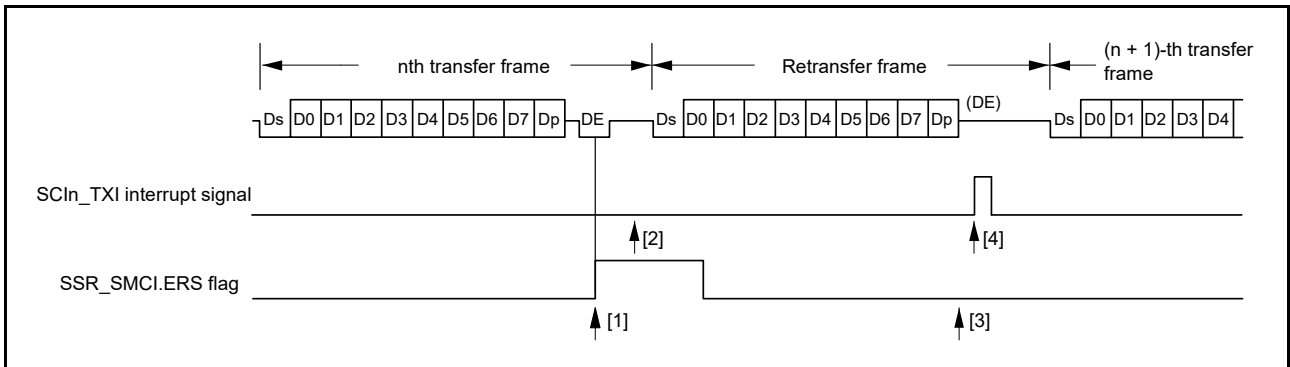 nth transfer frame Retransfer frame (n + 1)-th transfer
frame
(DE)
Ds D0 D1 D2 D3 D4 D5 D6 D7 Dp DE Ds D0 D1 D2 D3 D4 D5 D6 D7 Dp Ds D0 D1 D2 D3 D4
SCIn_TXI interrupt signal
[2] [4]
SSR_SMCI.ERS flag
[1] [3]